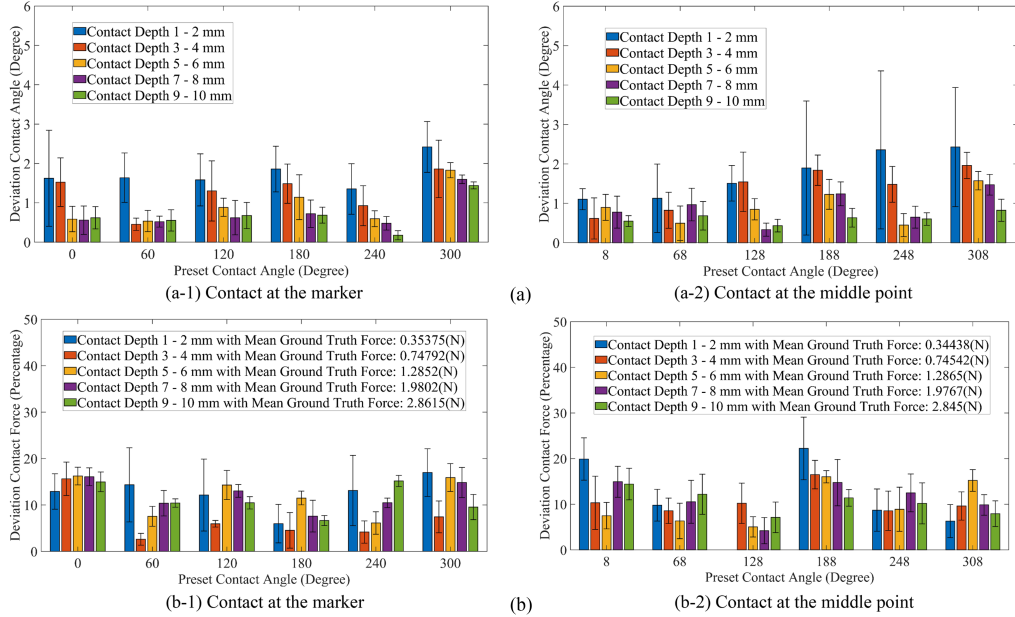 6
5
4
3
2
1
0
Deviation Contact Angle (Degree)
Contact Depth 1 - 2 mm
Contact Depth 3 - 4 mm
Contact Depth 5 - 6 mm
Contact Depth 7 - 8 mm
Contact Depth 9 - 10 mm
0 60 120 180 240 300
Preset Contact Angle (Degree)
(a-1) Contact at the marker
6
5
4
3
2
1
0
Deviation Contact Angle (Degree)
Contact Depth 1 - 2 mm
Contact Depth 3 - 4 mm
Contact Depth 5 - 6 mm
Contact Depth 7 - 8 mm
Contact Depth 9 - 10 mm
8 68 128 188 248 308
Preset Contact Angle (Degree)
(a-2) Contact at the middle point
(a)
50
40
30
20
10
0
Deviation Contact Force (Percentage)
Contact Depth 1 - 2 mm with Mean Ground Truth Force: 0.35375(N)
Contact Depth 3 - 4 mm with Mean Ground Truth Force: 0.74792(N)
Contact Depth 5 - 6 mm with Mean Ground Truth Force: 1.2852(N)
Contact Depth 7 - 8 mm with Mean Ground Truth Force: 1.9802(N)
Contact Depth 9 - 10 mm with Mean Ground Truth Force: 2.8615(N)
0 60 120 180 240 300
Preset Contact Angle (Degree)
(b-1) Contact at the marker
50
40
30
20
10
0
Deviation Contact Force (Percentage)
Contact Depth 1 - 2 mm with Mean Ground Truth Force: 0.34438(N)
Contact Depth 3 - 4 mm with Mean Ground Truth Force: 0.74542(N)
Contact Depth 5 - 6 mm with Mean Ground Truth Force: 1.2865(N)
Contact Depth 7 - 8 mm with Mean Ground Truth Force: 1.9767(N)
Contact Depth 9 - 10 mm with Mean Ground Truth Force: 2.845(N)
8 68 128 188 248 308
Preset Contact Angle (Degree)
(b-2) Contact at the middle point
(b)